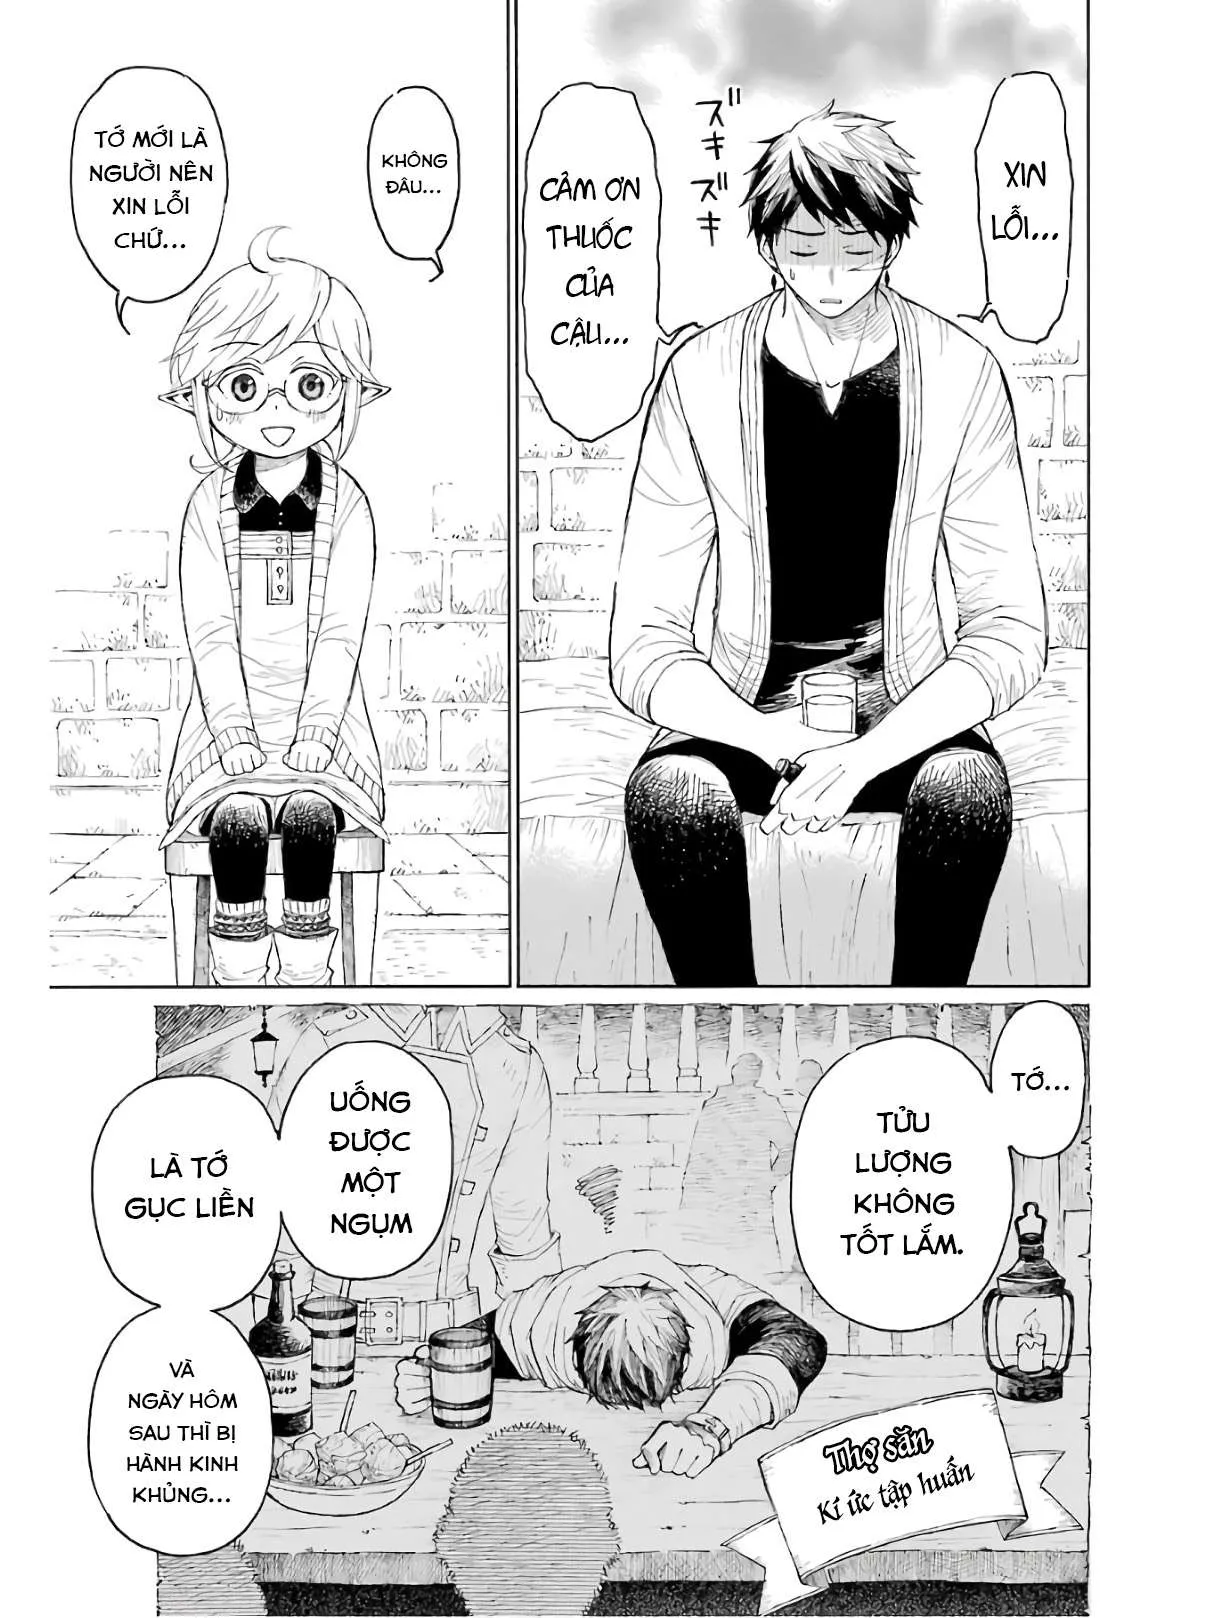 XIN
LỖI...
ズキ
ズキ
CẢM ƠN
THUỐC
CỦA
CẬU...
KHÔNG
ĐÂU...
TỚ MỚI LÀ
NGƯỜI NÊN
XIN LỖI
CHỨ...
TỚ...
TỬU
LƯỢNG
KHÔNG
TỐT LẮM.
UỐNG
ĐƯỢC
MỘT
NGỤM
LÀ TỚ
GỤC LIỀN
VÀ
NGÀY HÔM
SAU THÌ BỊ
HÀNH KINH
KHỦNG...
Thợ săn
Kí ức tập huấn